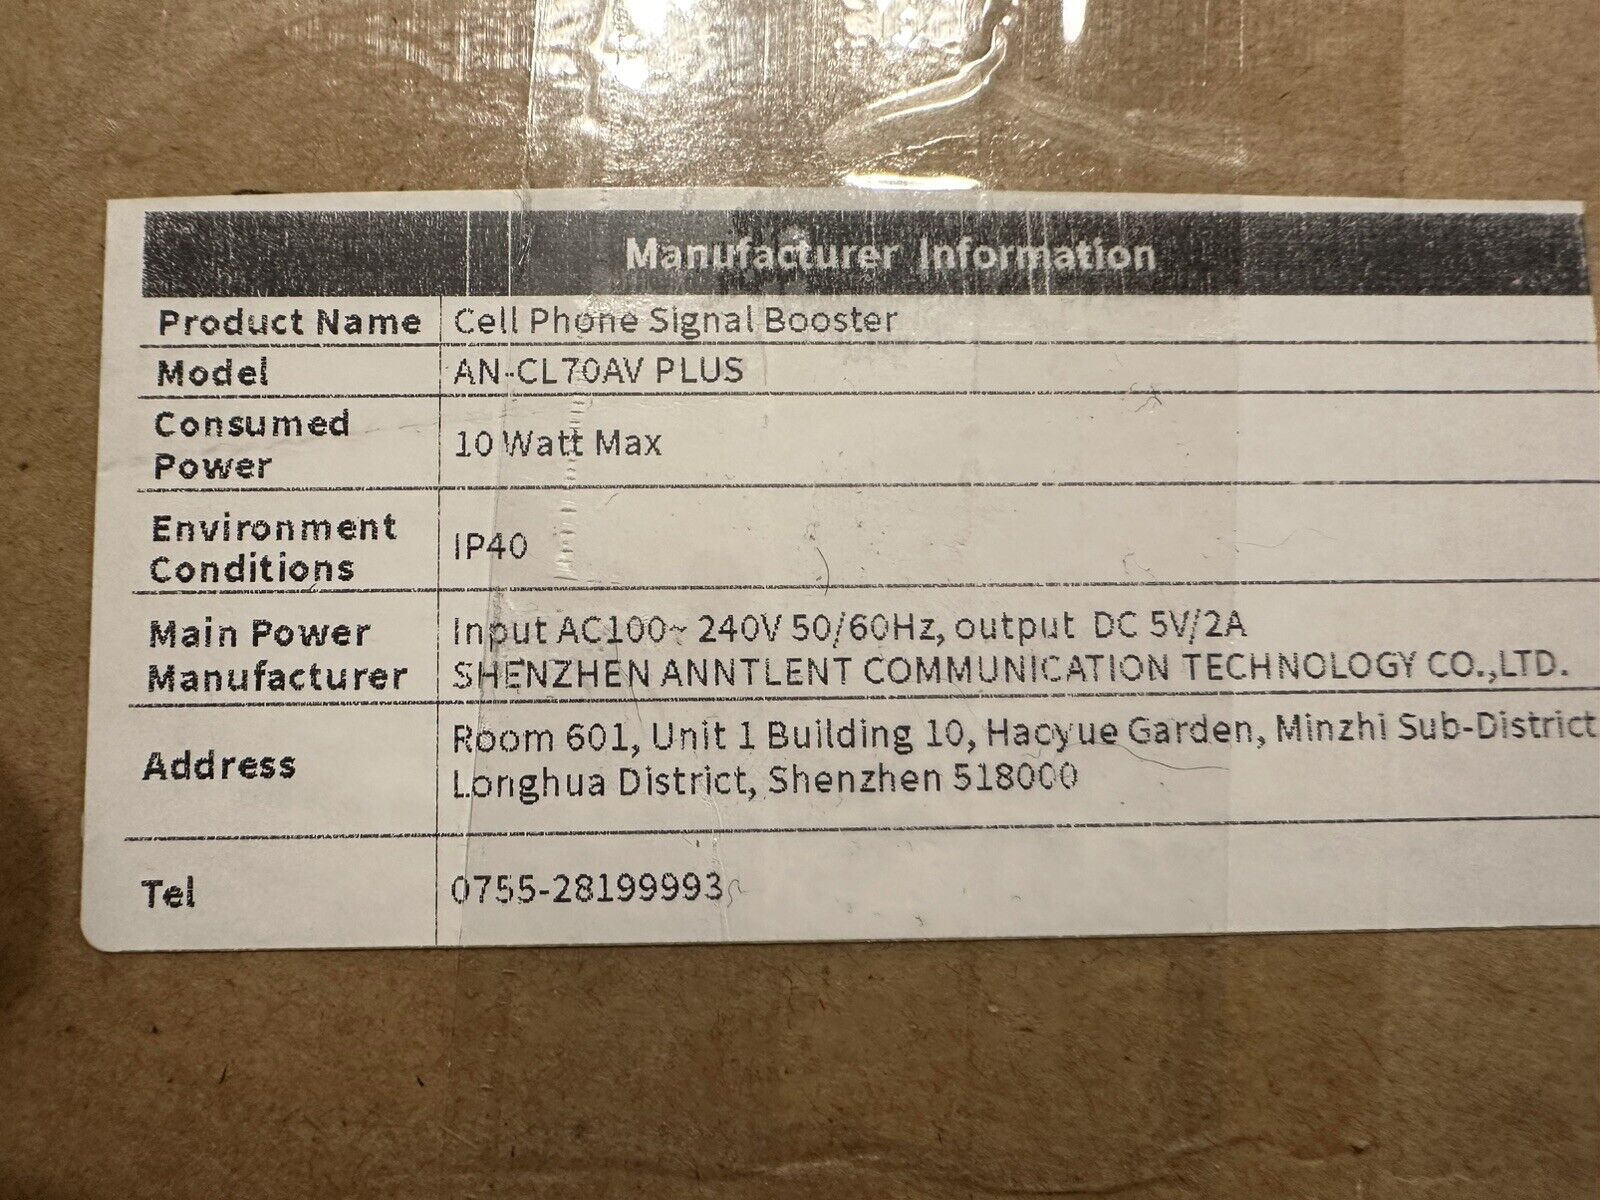 Manufacturer Information
Product Name Cell Phone Signal Booster
Model AN-CL70AV PLUS
Consumed Power 10 Watt Max
Environment Conditions IP40
Main Power Input AC100~ 240V 50/60Hz, output DC 5V/2A
Manufacturer SHENZHEN ANNTLENT COMMUNICATION TECHNOLOGY CO.,LTD.
Address Room 601, Unit 1 Building 10, Haoyue Garden, Minzhi Sub-District
Longhua District, Shenzhen 518000
Tel 0755-28199993